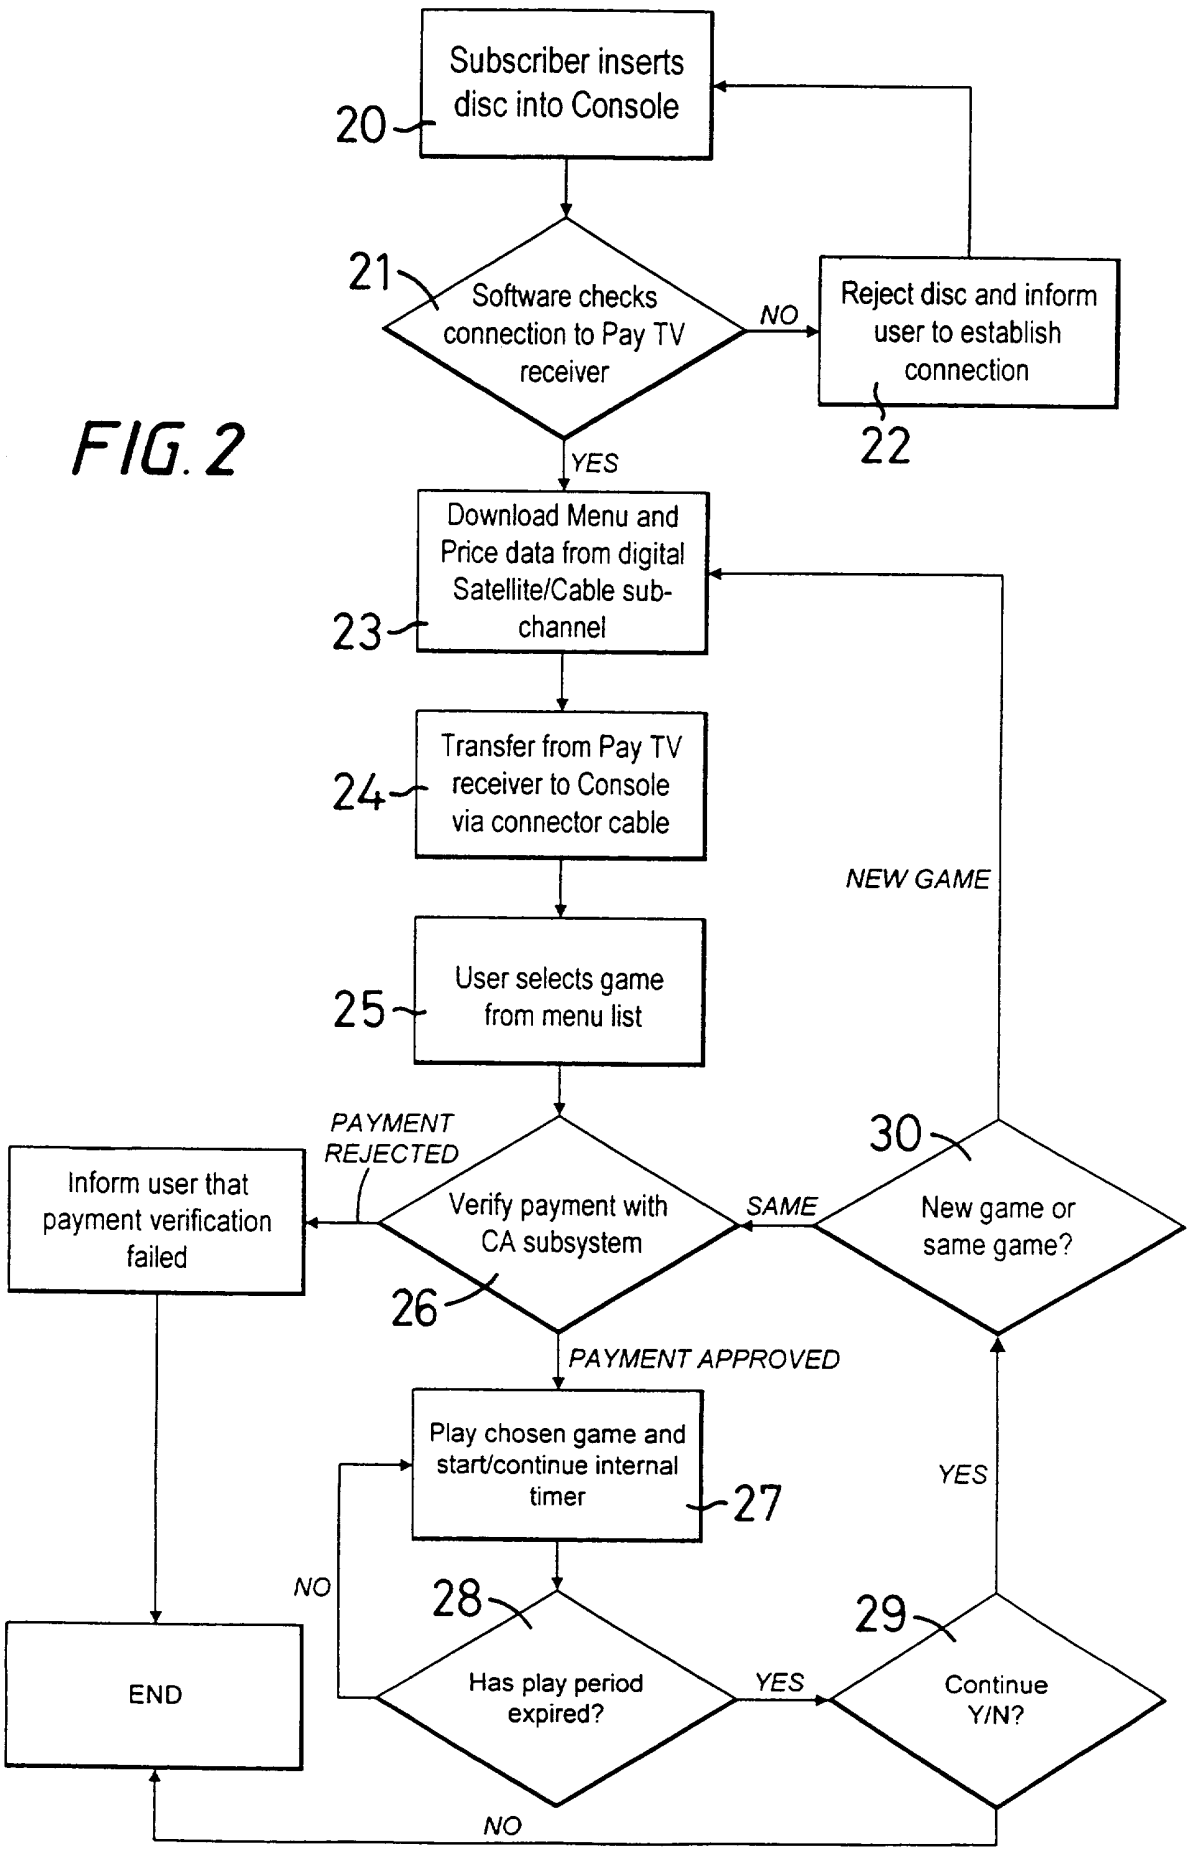 Subscriber inserts
disc into Console
20
21
Software checks
connection to Pay TV
receiver
NO
Reject disc and inform
user to establish
connection
22
FIG. 2
YES
Download Menu and
Price data from digital
Satellite/Cable sub-
channel
23
Transfer from Pay TV
receiver to Console
via connector cable
24
NEW GAME
User selects game
from menu list
25
PAYMENT
REJECTED
30
Inform user that
payment verification
failed
Verify payment with
CA subsystem
26
SAME
New game or
same game?
PAYMENT APPROVED
Play chosen game and
start/continue internal
timer
27
YES
NO
28
29
Has play period
expired?
YES
Continue
Y/N?
END
NO